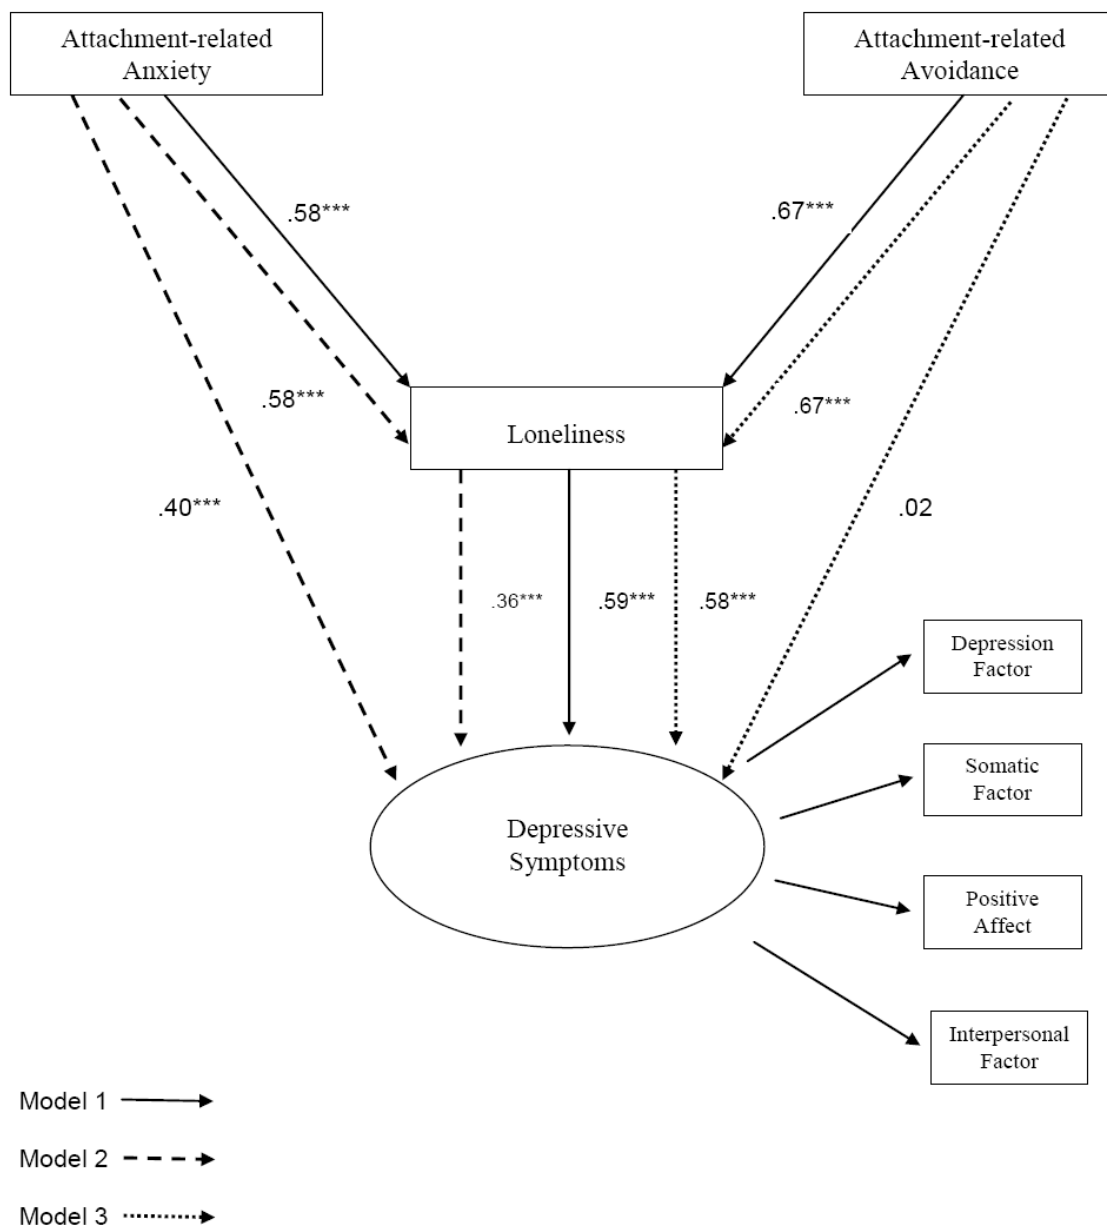 Attachment-related
Anxiety
Attachment-related
Avoidance
.58***
.67***
.58***
.67***
Loneliness
.40***
.02
.36***
.59***
.58***
Depression
Factor
Somatic
Factor
Depressive
Symptoms
Positive
Affect
Interpersonal
Factor
Model 1
Model 2
Model 3